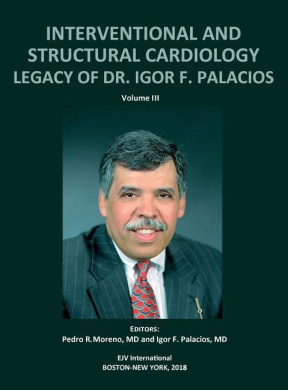 INTERVENTIONAL AND
STRUCTURAL CARDIOLOGY
LEGACY OF DR. IGOR F. PALACIOS
Volume III
EDITORS:
Pedro R.Moreno, MD and Igor F. Palacios, MD
EJV International
BOSTON-NEW YORK, 2018